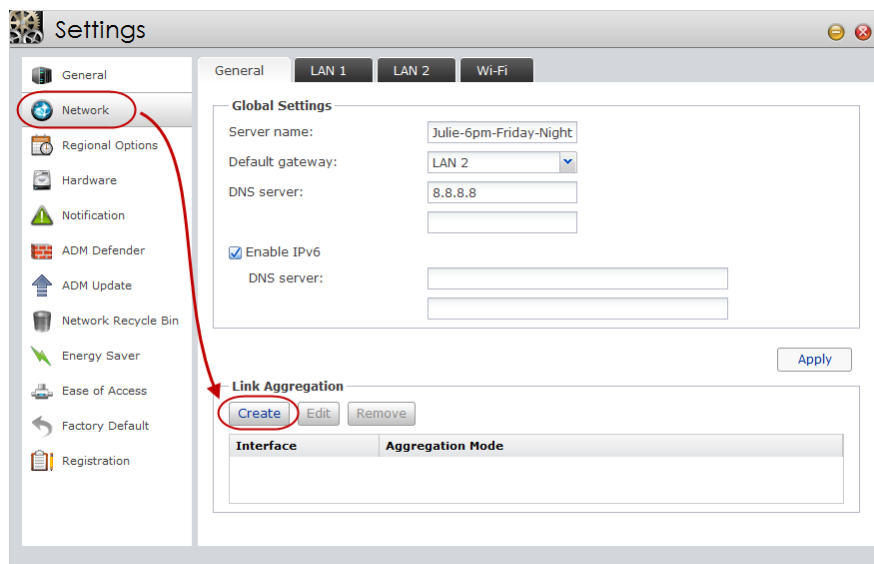 Settings
General
Network
Regional Options
Hardware
Notification
ADM Defender
ADM Update
Network Recycle Bin
Energy Saver
Ease of Access
Factory Default
Registration
General LAN 1 LAN 2 Wi-Fi
Global Settings
Server name: Julie-6pm-Friday-Night
Default gateway: LAN 2
DNS server: 8.8.8.8
Enable IPv6
DNS server:
Apply
Link Aggregation
Create Edit Remove
Interface Aggregation Mode